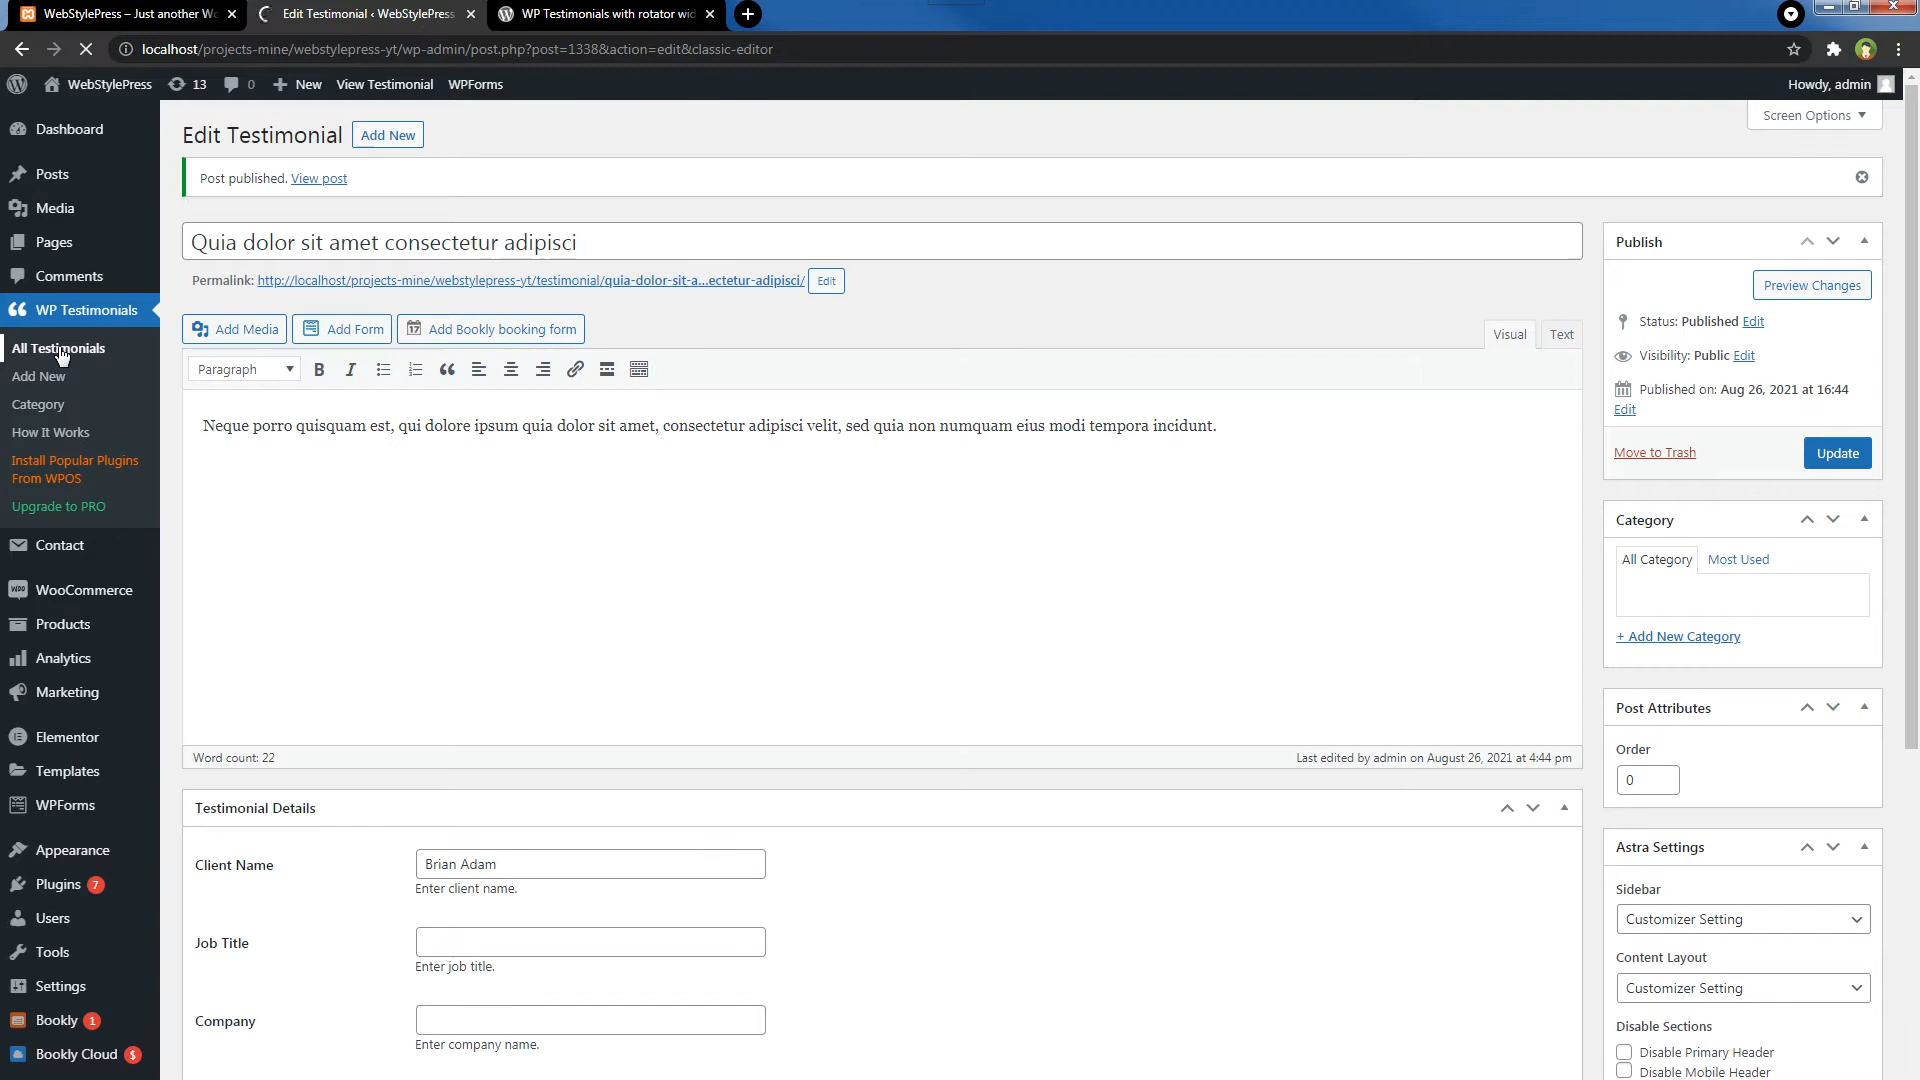 WebStylePress – Just another Wo
Edit Testimonial ‹ WebStylePress
WP Testimonials with rotator wid
localhost/projects-mine/webstylepress-yt/wp-admin/post.php?post=1338&action=edit&classic-editor
WebStylePress
13
0
New
View Testimonial
WPForms
Howdy, admin
Screen Options
Dashboard
Posts
Media
Pages
Comments
WP Testimonials
All Testimonials
Add New
Category
How It Works
Install Popular Plugins
From WPOS
Upgrade to PRO
Contact
WooCommerce
Products
Analytics
Marketing
Elementor
Templates
WPForms
Appearance
Plugins 7
Users
Tools
Settings
Bookly 1
Bookly Cloud $
Edit Testimonial
Add New
Post published. View post
Quia dolor sit amet consectetur adipisci
Permalink: http://localhost/projects-mine/webstylepress-yt/testimonial/quia-dolor-sit-a...ectetur-adipisci/ Edit
Add Media
Add Form
17 Add Bookly booking form
Visual
Text
Paragraph
B I
Neque porro quisquam est, qui dolore ipsum quia dolor sit amet, consectetur adipisci velit, sed quia non numquam eius modi tempora incidunt.
Word count: 22
Last edited by admin on August 26, 2021 at 4:44 pm
Testimonial Details
Client Name
Brian Adam
Enter client name.
Job Title
Enter job title.
Company
Enter company name.
Publish
Preview Changes
Status: Published Edit
Visibility: Public Edit
Published on: Aug 26, 2021 at 16:44
Edit
Move to Trash
Update
Category
All Category
Most Used
+ Add New Category
Post Attributes
Order
0
Astra Settings
Sidebar
Customizer Setting
Content Layout
Customizer Setting
Disable Sections
Disable Primary Header
Disable Mobile Header